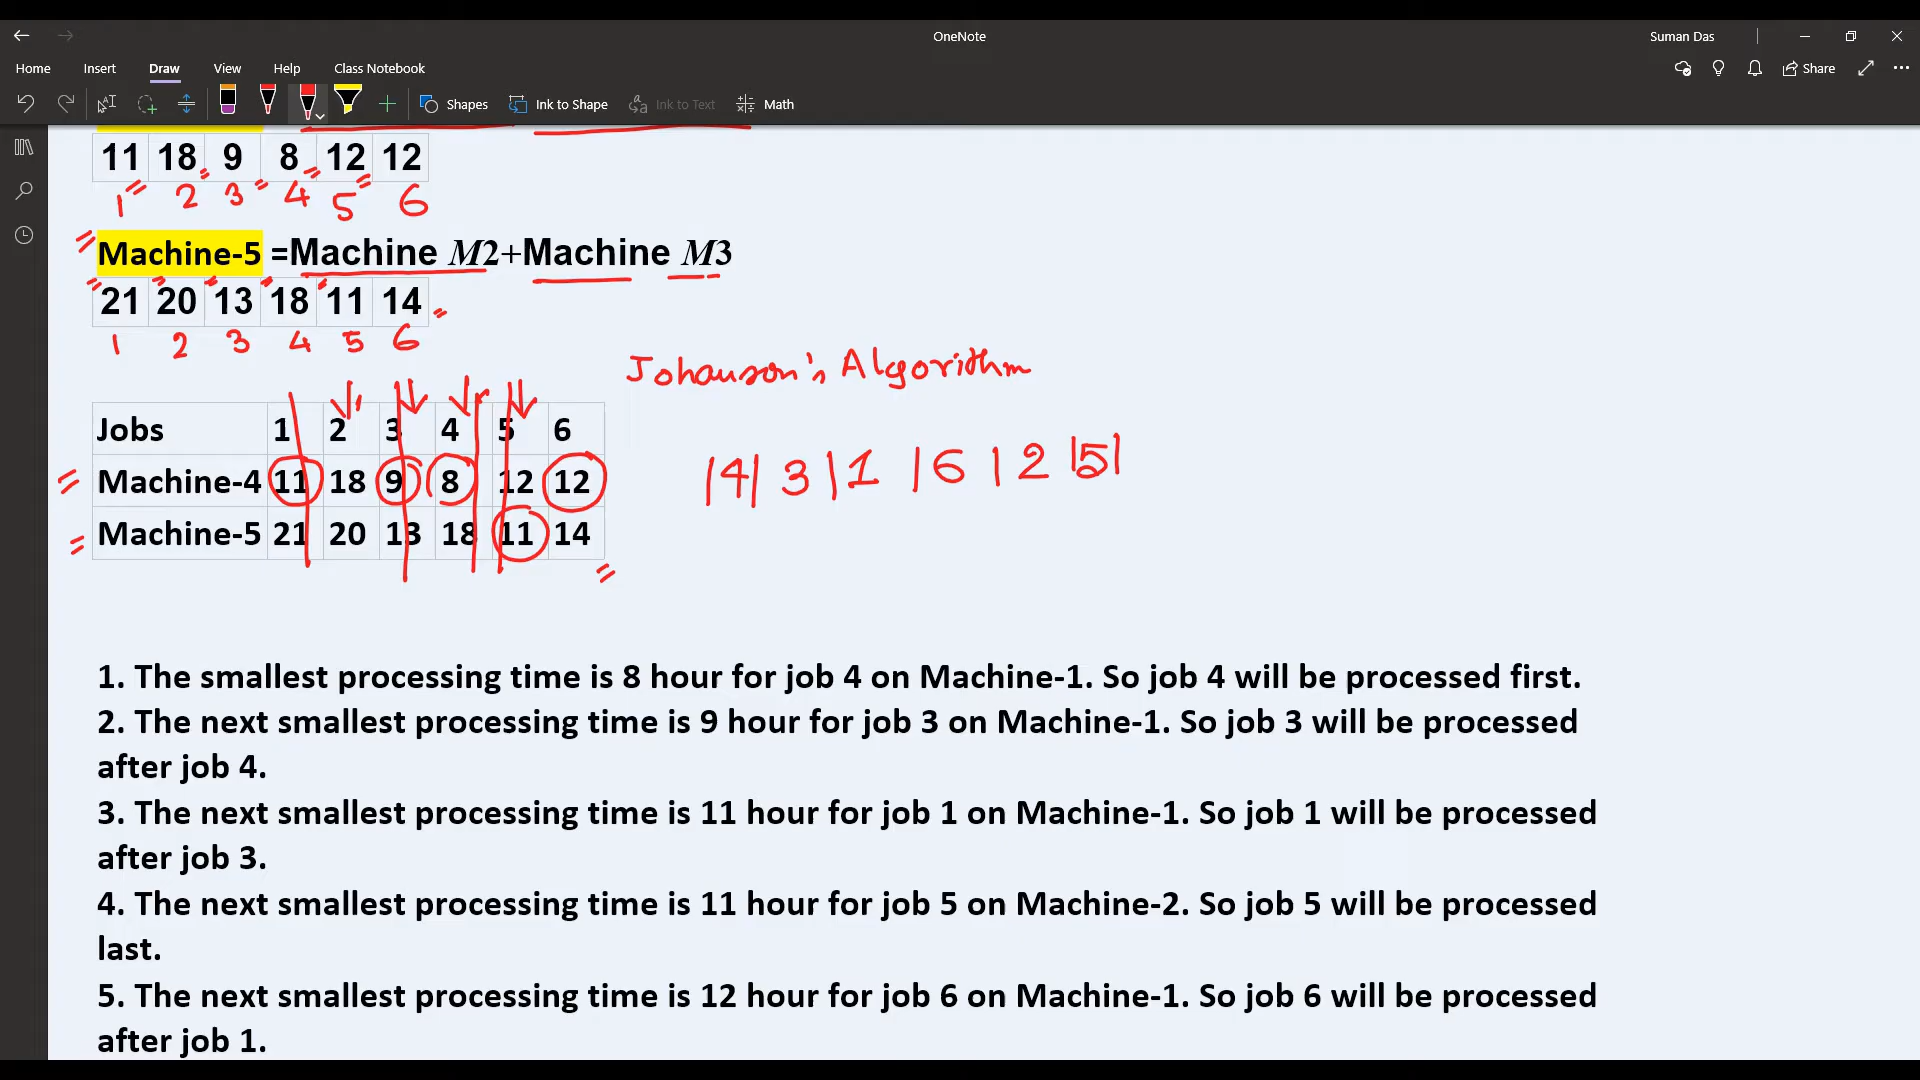 OneNote
Suman Das
Home Insert Draw View Help Class Notebook
Share
Shapes Ink to Shape Ink to Text Math
11 18 9 8 12 12
1 2 3 4 5 6
Machine-5 =Machine M2+Machine M3
21 20 13 18 11 14
1 2 3 4 5 6
Johanson's Algorithm
Jobs 1 2 3 4 5 6
Machine-4 11 18 9 8 12 12
Machine-5 21 20 13 18 11 14
|4| 3 | 1 | 6 | 2 |5|
1. The smallest processing time is 8 hour for job 4 on Machine-1. So job 4 will be processed first.
2. The next smallest processing time is 9 hour for job 3 on Machine-1. So job 3 will be processed
after job 4.
3. The next smallest processing time is 11 hour for job 1 on Machine-1. So job 1 will be processed
after job 3.
4. The next smallest processing time is 11 hour for job 5 on Machine-2. So job 5 will be processed
last.
5. The next smallest processing time is 12 hour for job 6 on Machine-1. So job 6 will be processed
after job 1.